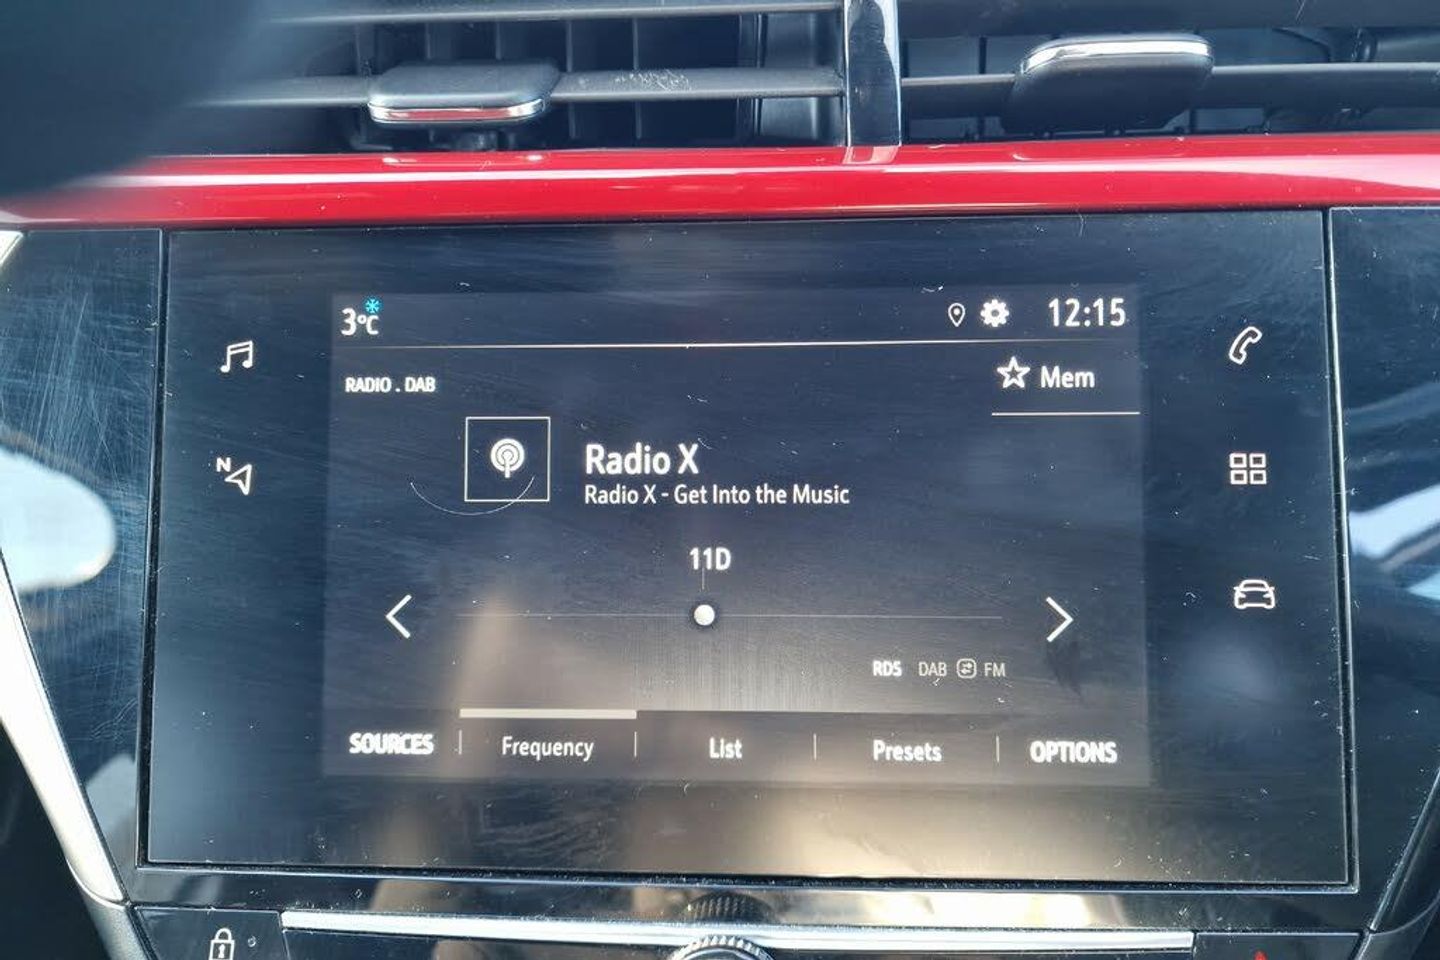 3°C
12:15
RADIO . DAB
Mem
N
Radio X
Radio X - Get Into the Music
11D
RDS DAB FM
SOURCES Frequency List Presets OPTIONS